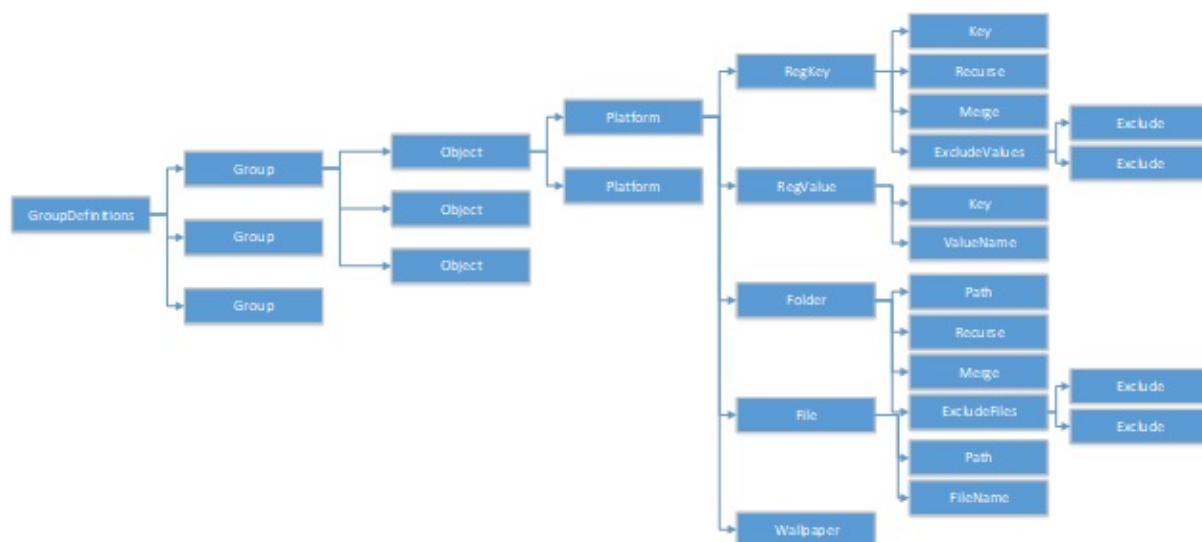 GroupDefinitions
Group
Group
Group
Object
Object
Object
Platform
Platform
RegKey
RegValue
Folder
File
Wallpaper
Key
Recurse
Merge
ExcludeValues
Key
ValueName
Path
Recurse
Merge
ExcludeFiles
Path
FileName
Exclude
Exclude
Exclude
Exclude